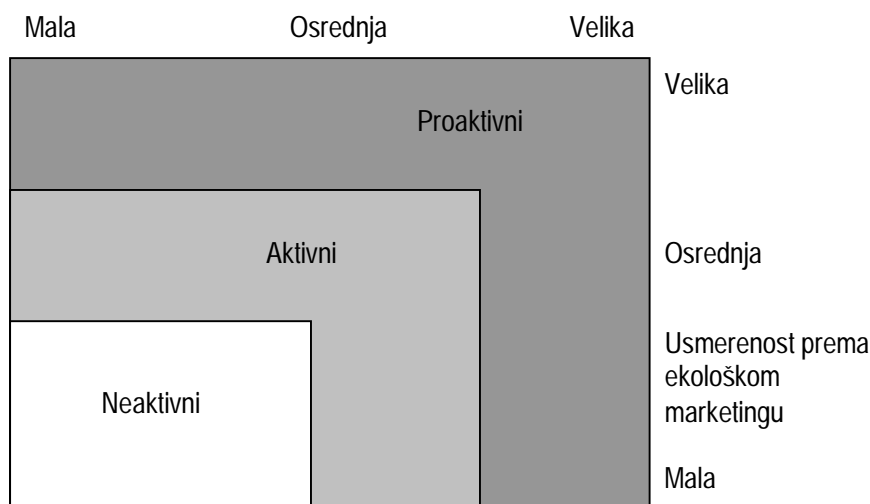 Mala Osrednja Velika
Velika
Proaktivni
Aktivni Osrednja
Usmerenost prema
ekološkom
marketingu
Neaktivni
Mala